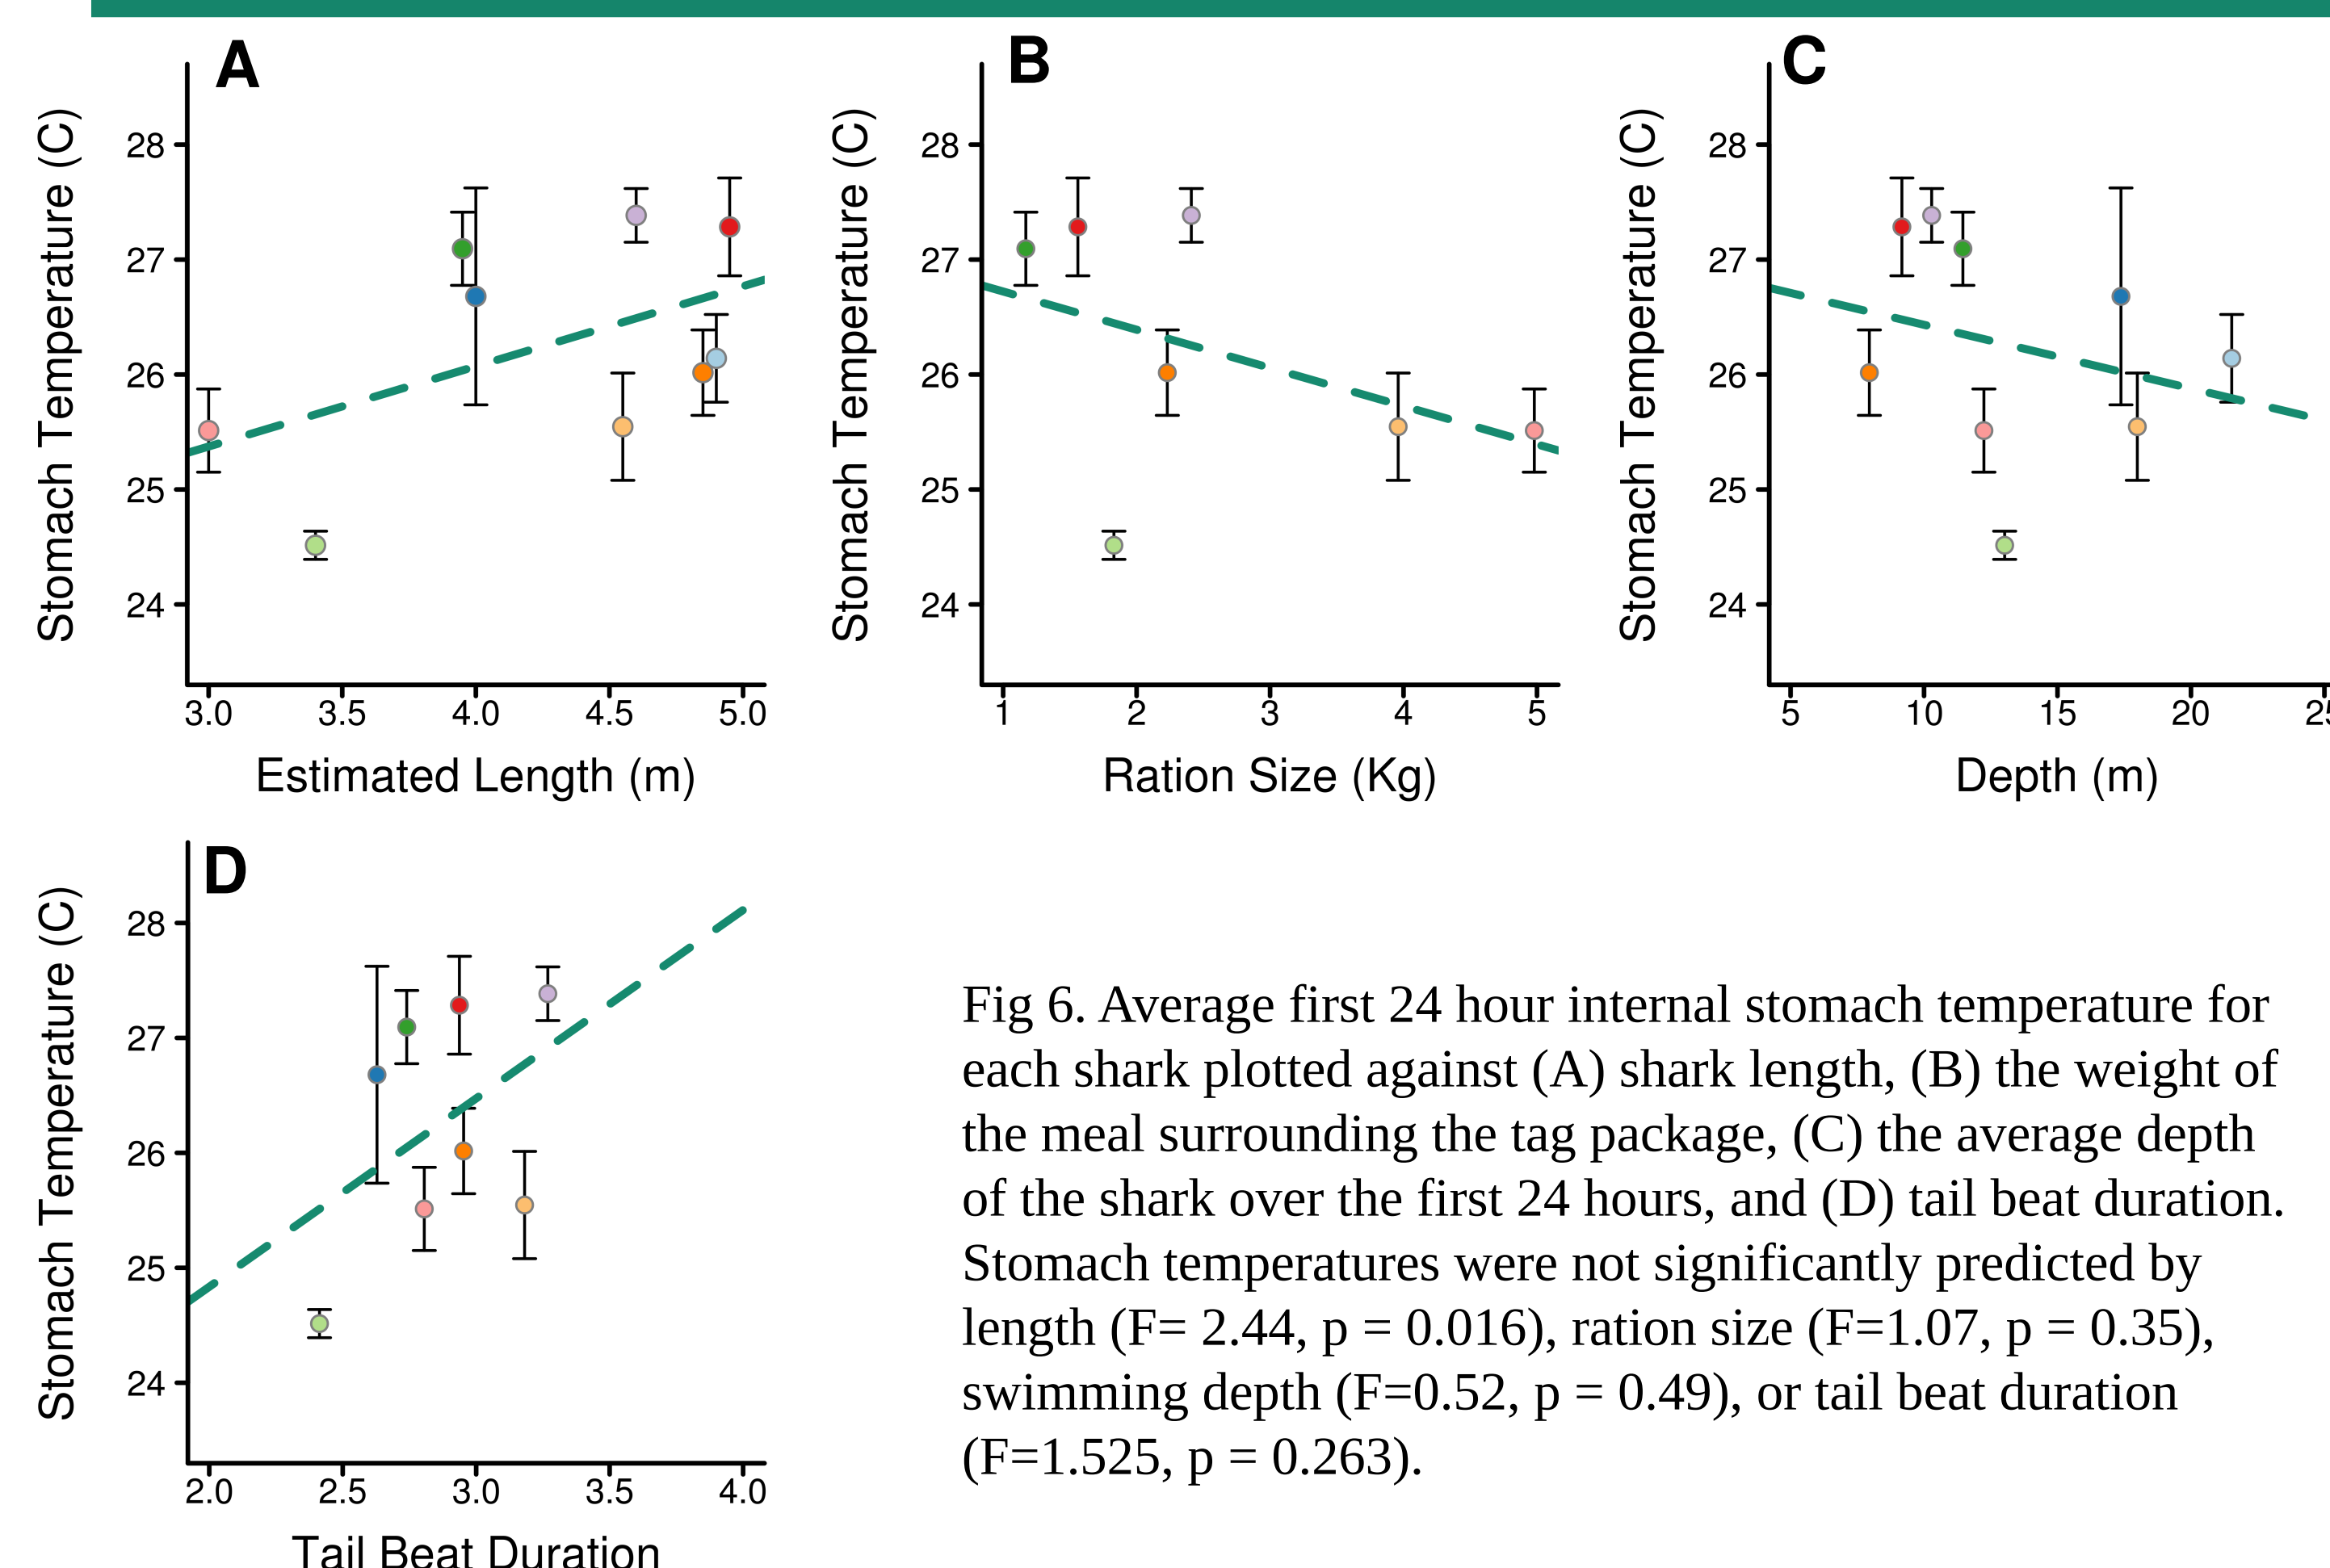 A
B
C
Stomach Temperature (C)
28
27
26
25
24
3.0 3.5 4.0 4.5 5.0
Estimated Length (m)
Stomach Temperature (C)
28
27
26
25
24
1 2 3 4 5
Ration Size (Kg)
Stomach Temperature (C)
28
27
26
25
24
5 10 15 20 25
Depth (m)
D
Stomach Temperature (C)
28
27
26
25
24
2.0 2.5 3.0 3.5 4.0
Tail Beat Duration
Fig 6. Average first 24 hour internal stomach temperature for
each shark plotted against (A) shark length, (B) the weight of
the meal surrounding the tag package, (C) the average depth
of the shark over the first 24 hours, and (D) tail beat duration.
Stomach temperatures were not significantly predicted by
length (F= 2.44, p = 0.016), ration size (F=1.07, p = 0.35),
swimming depth (F=0.52, p = 0.49), or tail beat duration
(F=1.525, p = 0.263).